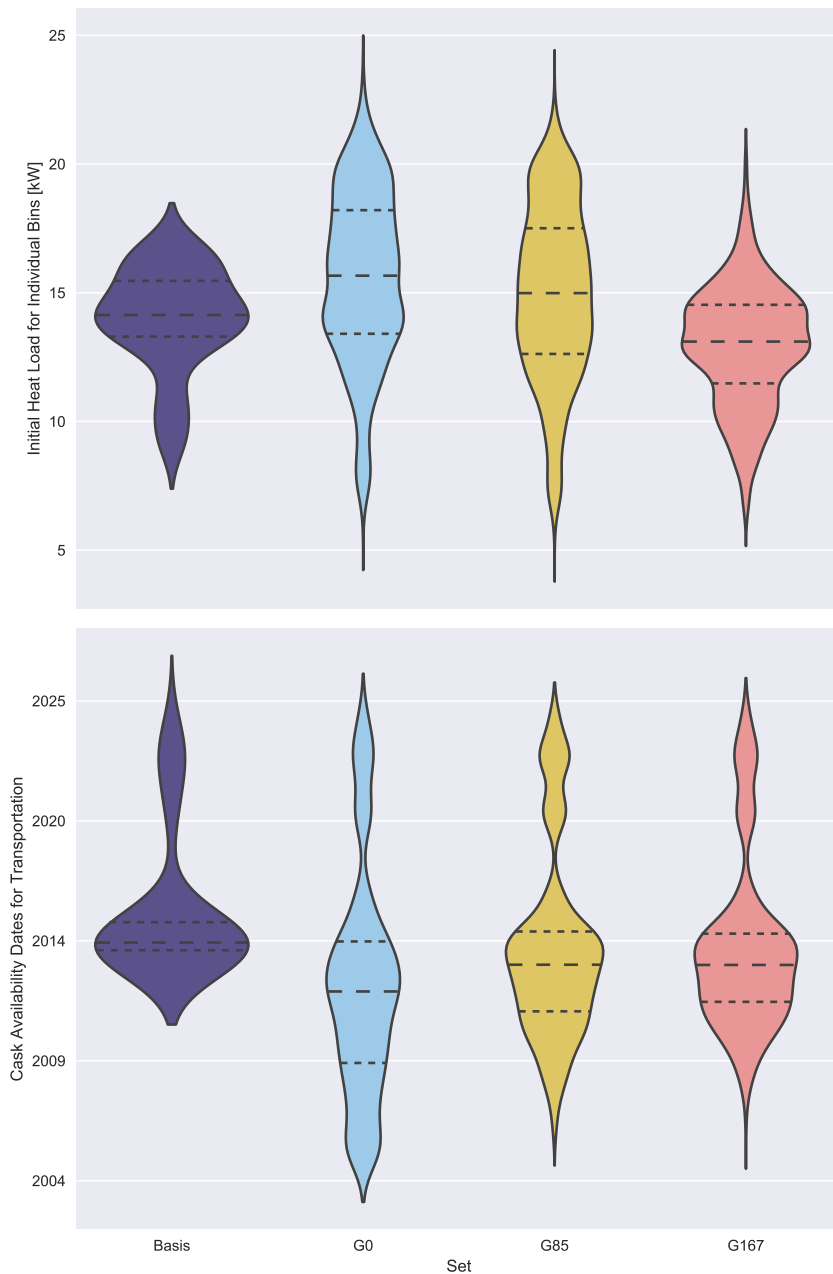 Initial Heat Load for Individual Bins [kW]
25
20
15
10
5
Cask Availability Dates for Transportation
2025
2020
2014
2009
2004
Basis G0 G85 G167
Set